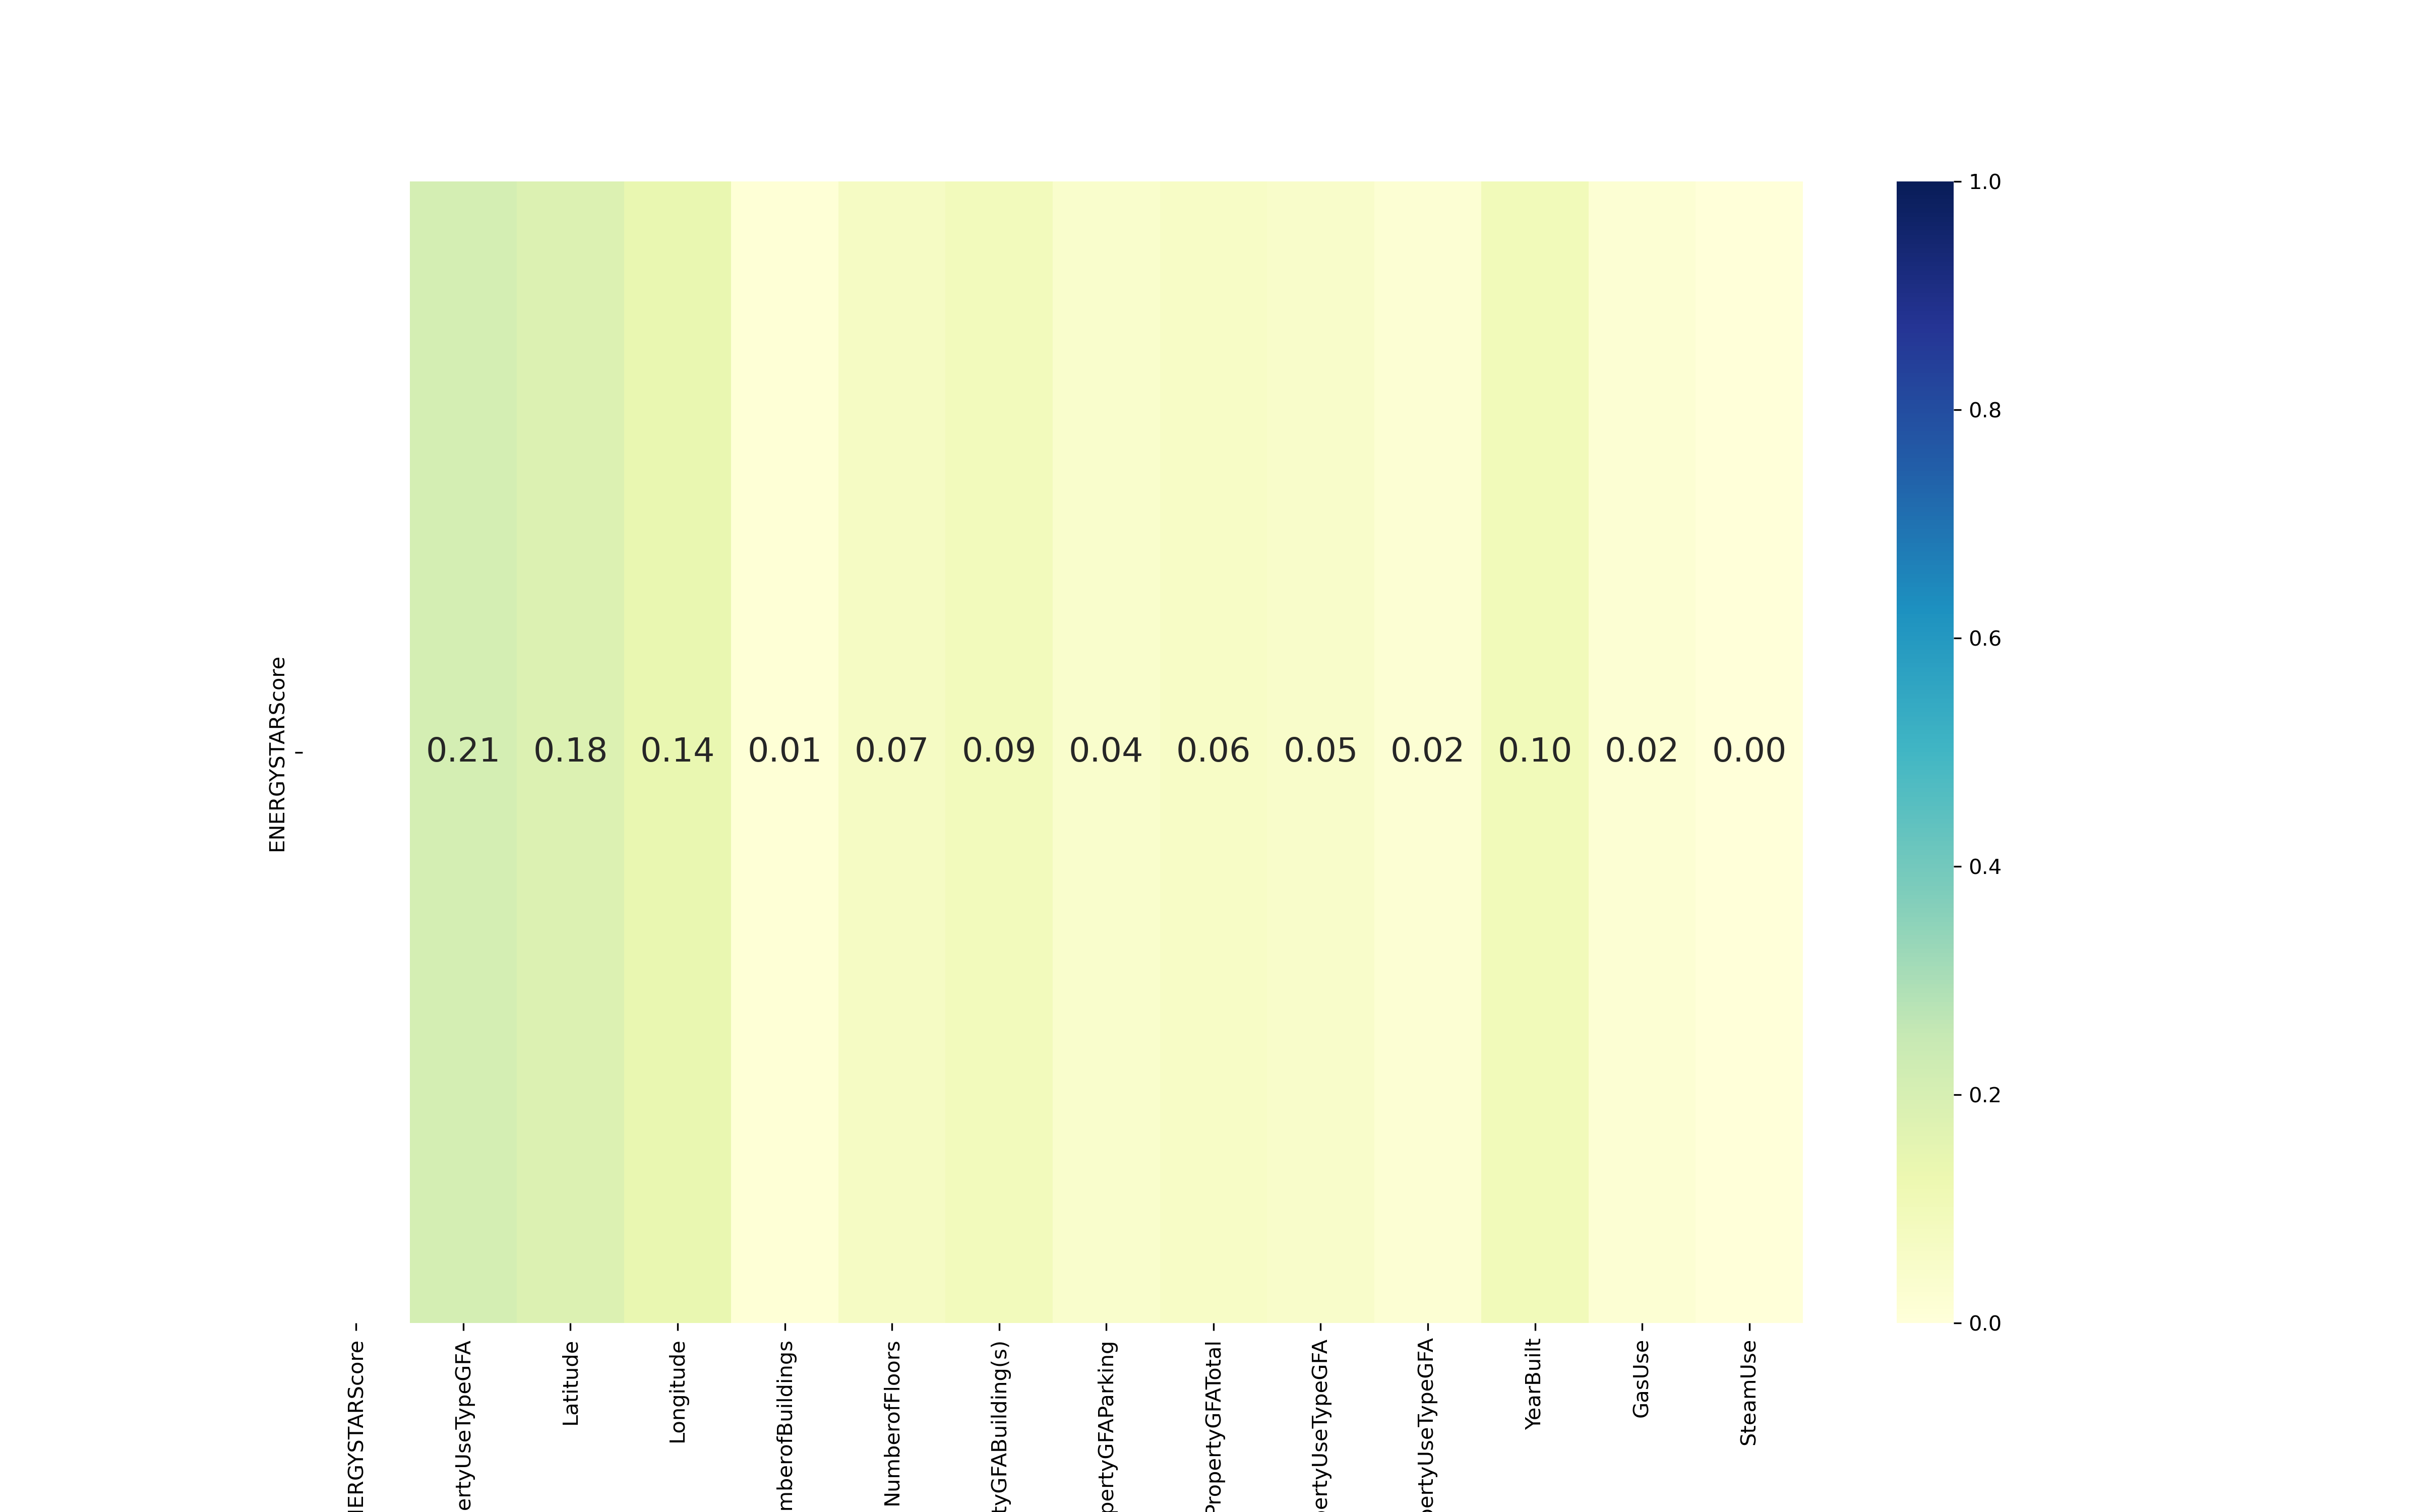 1.0
0.8
0.6
0.4
0.2
0.0
ENERGYSTARScore
0.21 0.18 0.14 0.01 0.07 0.09 0.04 0.06 0.05 0.02 0.10 0.02 0.00
NERGYSTARScore
ertyUseTypeGFA
Latitude
Longitude
mberofBuildings
NumberofFloors
tyGFABuilding(s)
pertyGFAParking
PropertyGFATotal
ertyUseTypeGFA
pertyUseTypeGFA
YearBuilt
GasUse
SteamUse